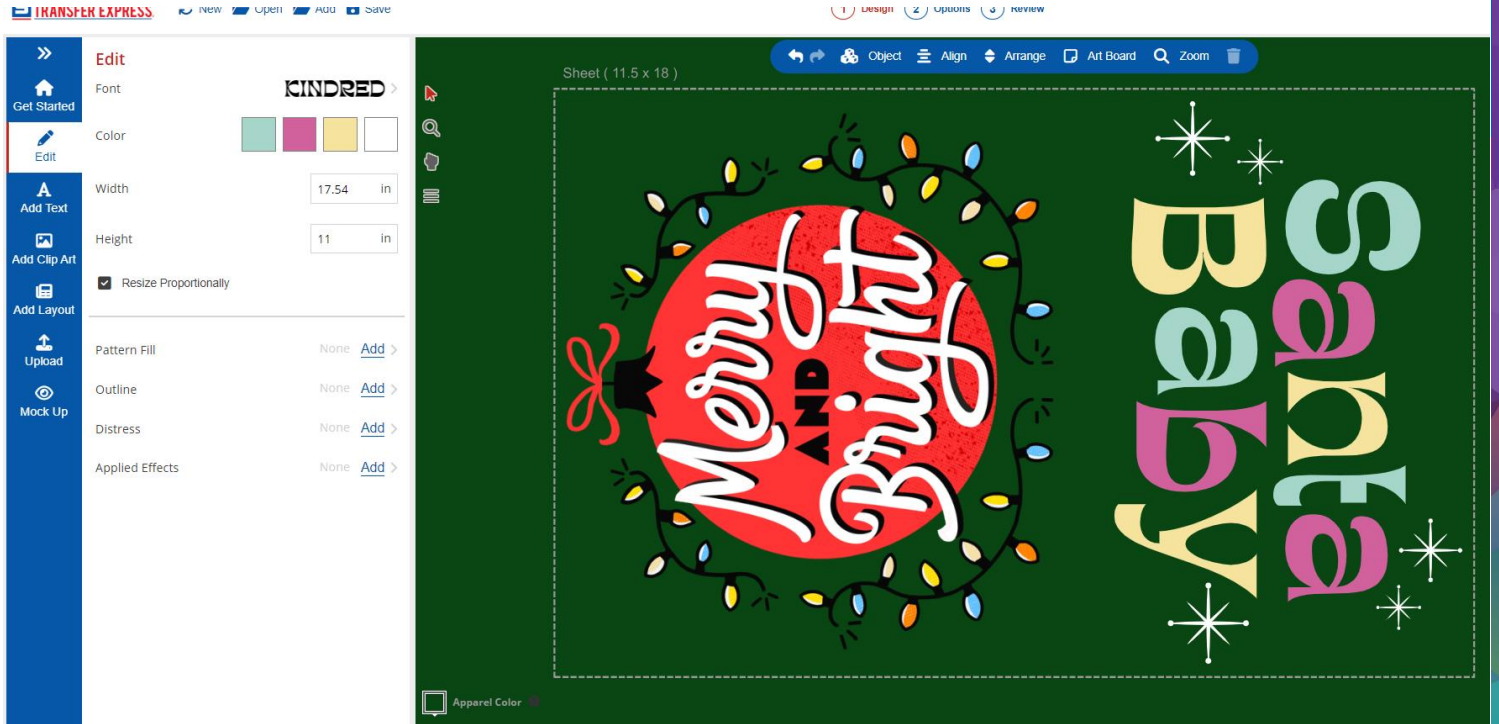 TRANSFER EXPRESS
New Open Add Save
1 Design 2 Options 3 Review
Get Started
Edit
Add Text
Add Clip Art
Add Layout
Upload
Mock Up
Edit
Font KINDRED
Color
Width 17.54 in
Height 11 in
Resize Proportionally
Pattern Fill None Add
Outline None Add
Distress None Add
Applied Effects None Add
Object Align Arrange Art Board Zoom
Sheet ( 11.5 x 18 )
Merry
AND
Bright
Santa
Baby
Apparel Color